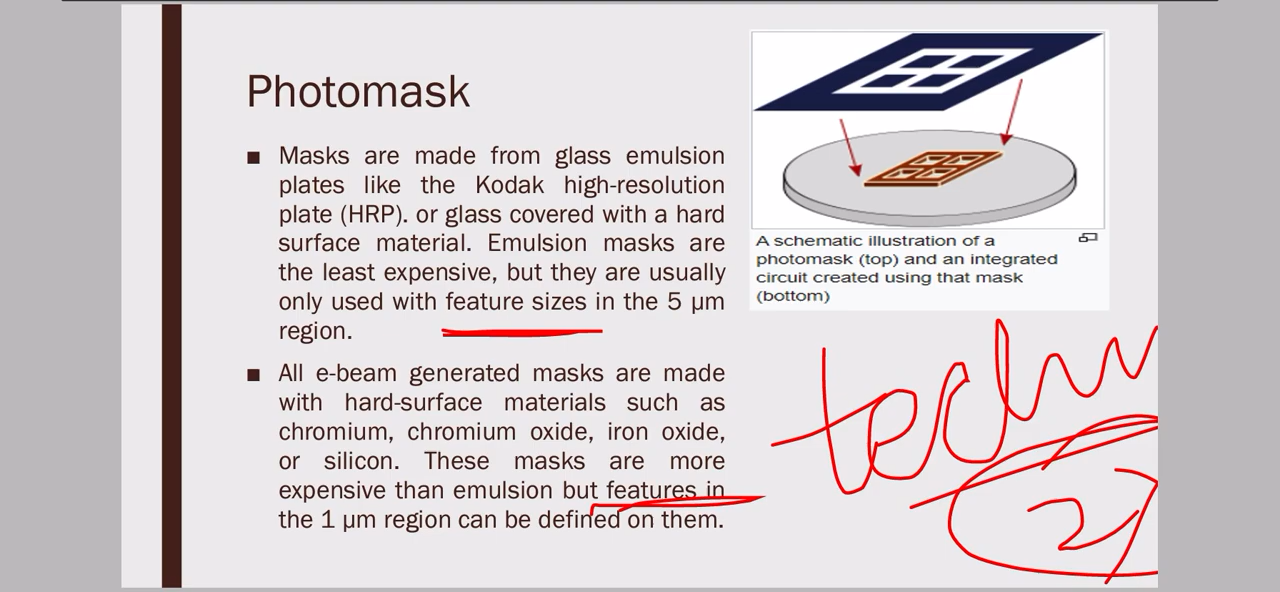 Photomask
■ Masks are made from glass emulsion
plates like the Kodak high-resolution
plate (HRP). or glass covered with a hard
surface material. Emulsion masks are
the least expensive, but they are usually
only used with feature sizes in the 5 μm
region.
■ All e-beam generated masks are made
with hard-surface materials such as
chromium, chromium oxide, iron oxide,
or silicon. These masks are more
expensive than emulsion but features in
the 1 μm region can be defined on them.
A schematic illustration of a
photomask (top) and an integrated
circuit created using that mask
(bottom)